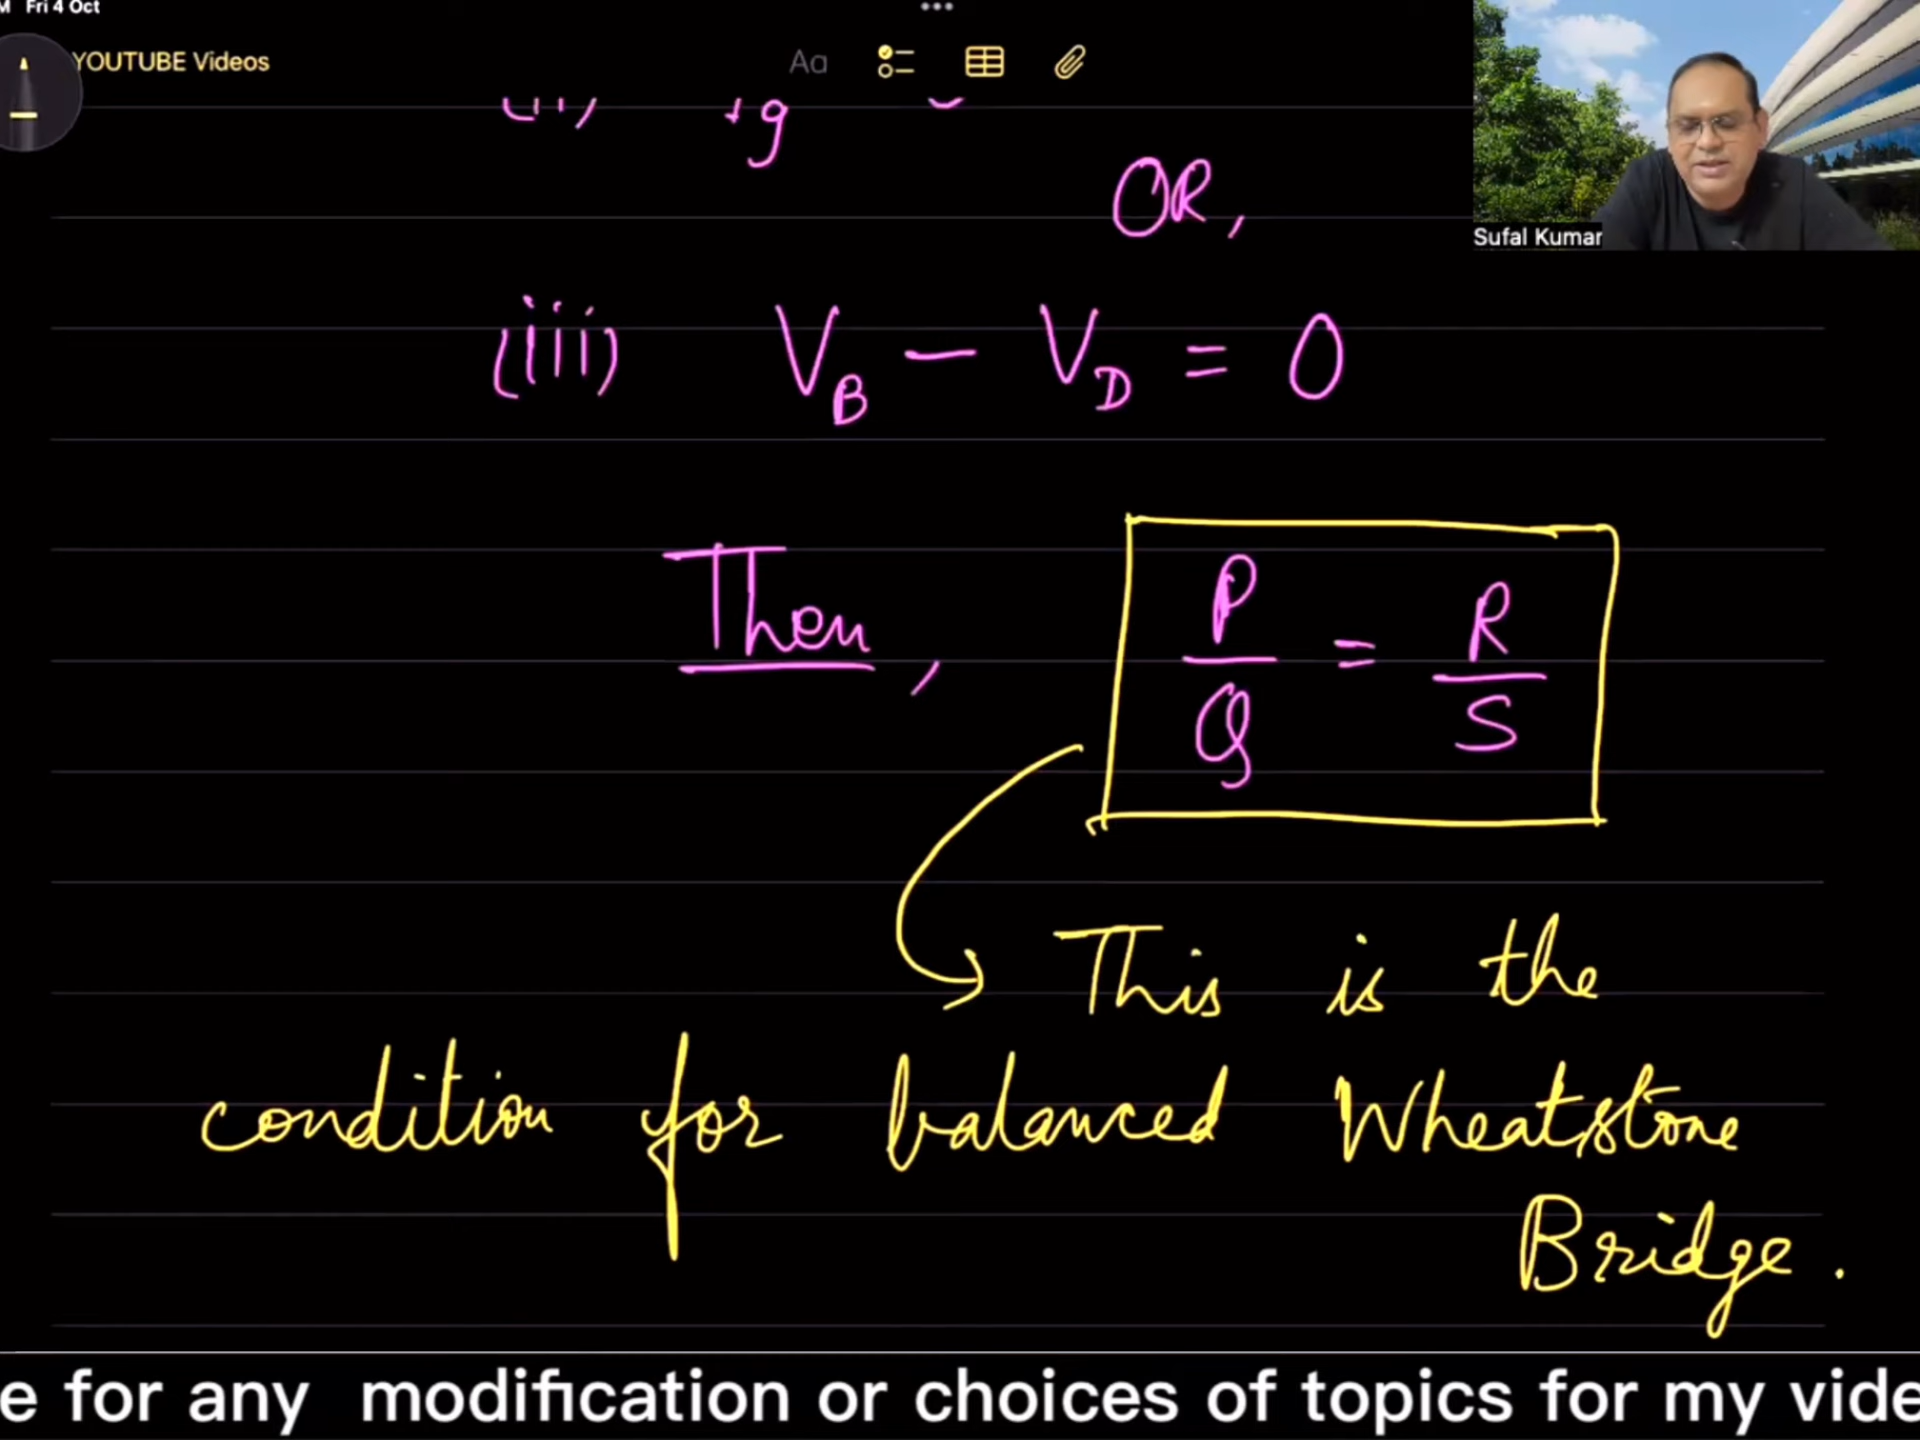 Fri 4 Oct
YOUTUBE Videos
Aa
Sufal Kumar
OR,
(iii) V_B - V_D = 0
Then, P/Q = R/S
This is the
condition for balanced Wheatstone
Bridge.
e for any modification or choices of topics for my vide